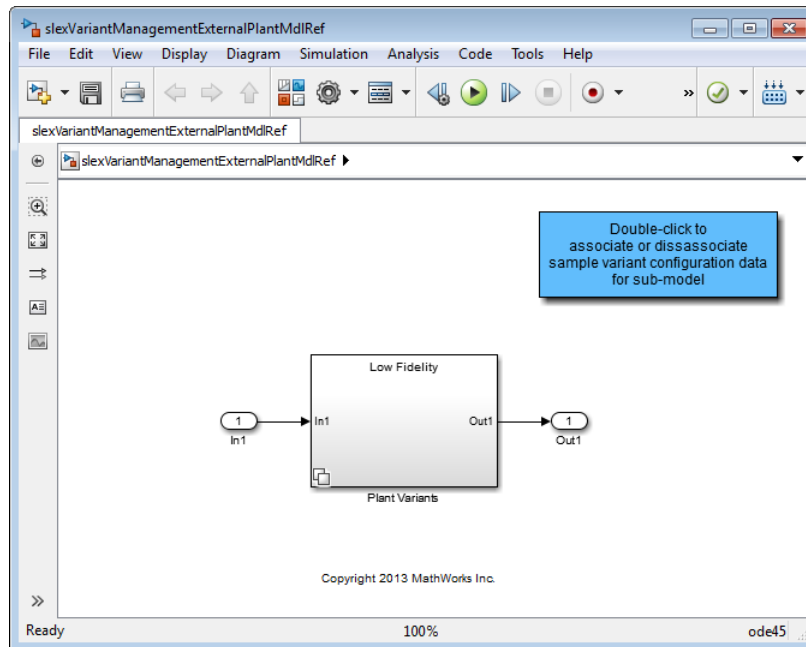 slexVariantManagementExternalPlantMdlRef
File Edit View Display Diagram Simulation Analysis Code Tools Help
»
slexVariantManagementExternalPlantMdlRef
slexVariantManagementExternalPlantMdlRef
Double-click to
associate or dissassociate
sample variant configuration data
for sub-model
Low Fidelity
1
In1
In1
Out1
1
Out1
Plant Variants
Copyright 2013 MathWorks Inc.
»
Ready 100% ode45